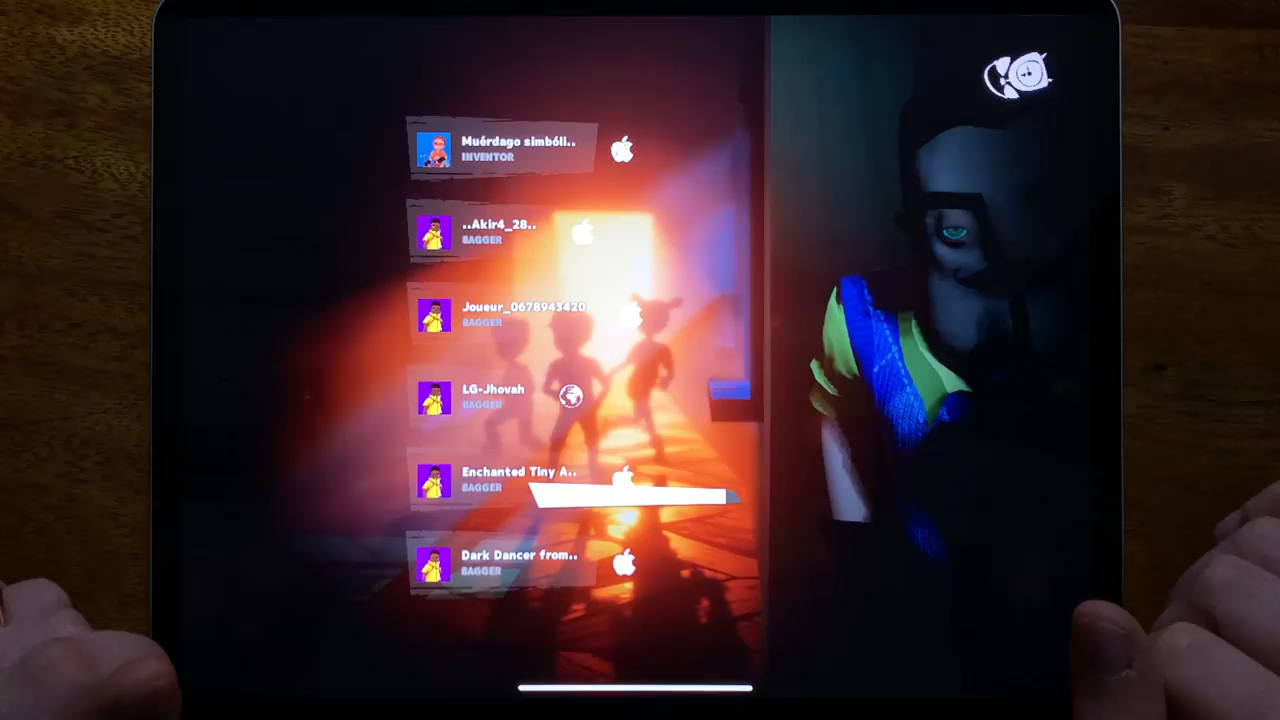 Muérdago simbóli..
INVENTOR
..Akir4_28..
BAGGER
Joueur_0678943420
BAGGER
LG-Jhovah
BAGGER
Enchanted Tiny A..
BAGGER
Dark Dancer from..
BAGGER